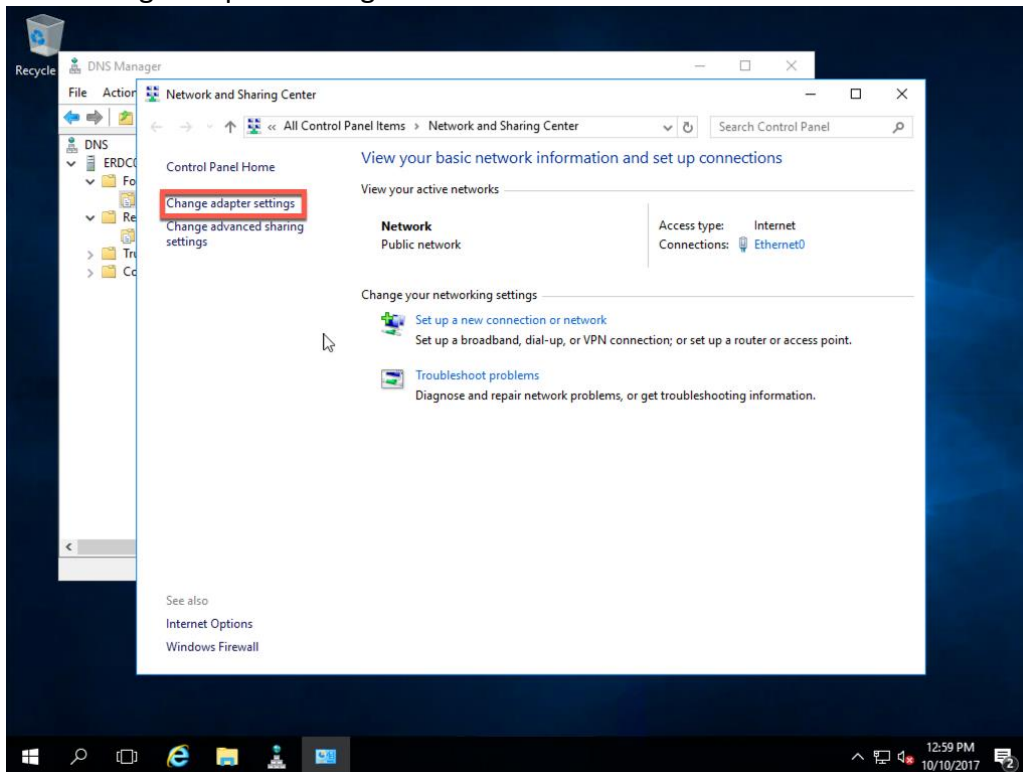 Recycle
DNS Manager
File Action
DNS
Network and Sharing Center
« All Control Panel Items > Network and Sharing Center
Search Control Panel
Control Panel Home
Change adapter settings
Change advanced sharing
settings
View your basic network information and set up connections
View your active networks
Network
Public network
Access type: Internet
Connections: Ethernet0
Change your networking settings
Set up a new connection or network
Set up a broadband, dial-up, or VPN connection; or set up a router or access point.
Troubleshoot problems
Diagnose and repair network problems, or get troubleshooting information.
See also
Internet Options
Windows Firewall
12:59 PM
10/10/2017
2